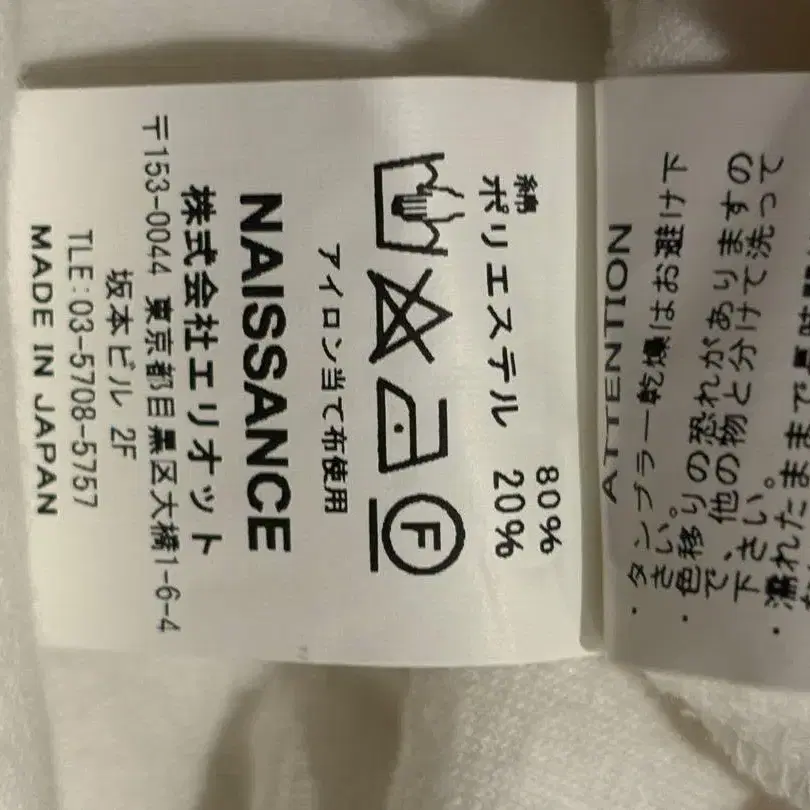 綿 80%
ポリエステル 20%
F
アイロン当て布使用
NAISSANCE
株式会社エリオット
〒153-0044 東京都目黒区大橋1-6-4
坂本ビル 2F
TLE:03-5708-5757
MADE IN JAPAN
ATTENTION
・タンブラー乾燥はお避け下
さい。
・色移りの恐れがありますの
で、他の物と分けて洗って
下さい。
・濡れたままで長時間